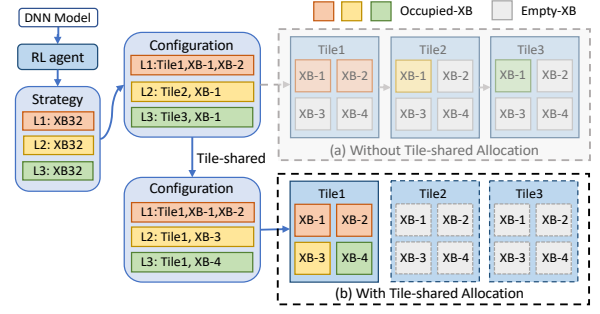 DNN Model
RL agent
Strategy
L1: XB32
L2: XB32
L3: XB32
Configuration
L1:Tile1,XB-1,XB-2
L2: Tile2, XB-1
L3: Tile3, XB-1
Tile-shared
Configuration
L1:Tile1,XB-1,XB-2
L2: Tile1, XB-3
L3: Tile1, XB-4
Occupied-XB
Empty-XB
Tile1
XB-1 XB-2
XB-3 XB-4
Tile2
XB-1 XB-2
XB-3 XB-4
Tile3
XB-1 XB-2
XB-3 XB-4
(a) Without Tile-shared Allocation
Tile1
XB-1 XB-2
XB-3 XB-4
Tile2
XB-1 XB-2
XB-3 XB-4
Tile3
XB-1 XB-2
XB-3 XB-4
(b) With Tile-shared Allocation